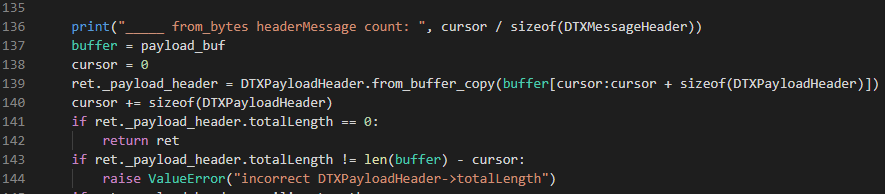 135
136 print("_____ from_bytes headerMessage count: ", cursor / sizeof(DTXMessageHeader))
137 buffer = payload_buf
138 cursor = 0
139 ret._payload_header = DTXPayloadHeader.from_buffer_copy(buffer[cursor:cursor + sizeof(DTXPayloadHeader)])
140 cursor += sizeof(DTXPayloadHeader)
141 if ret._payload_header.totalLength == 0:
142 return ret
143 if ret._payload_header.totalLength != len(buffer) - cursor:
144 raise ValueError("incorrect DTXPayloadHeader->totalLength")